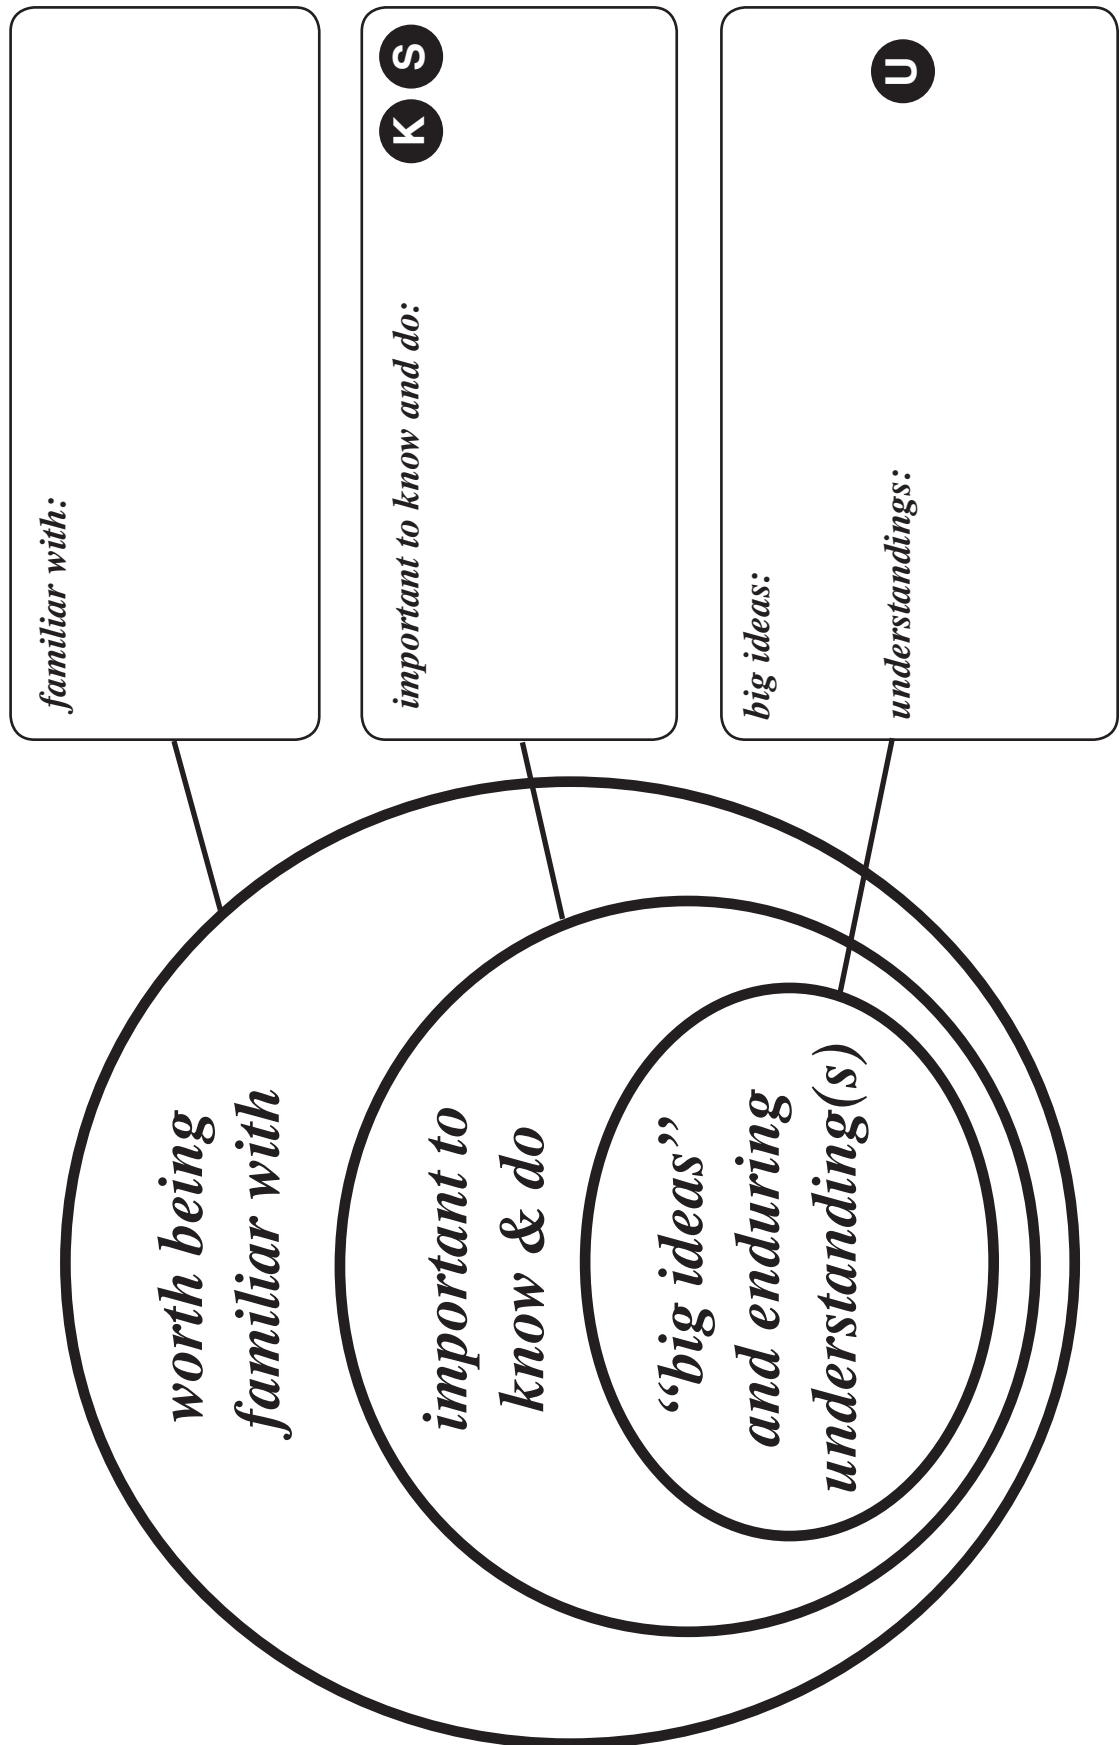 worth being
familiar with
important to
know & do
“big ideas”
and enduring
understanding(s)
familiar with:
important to know and do:
K S
big ideas:
understandings:
U